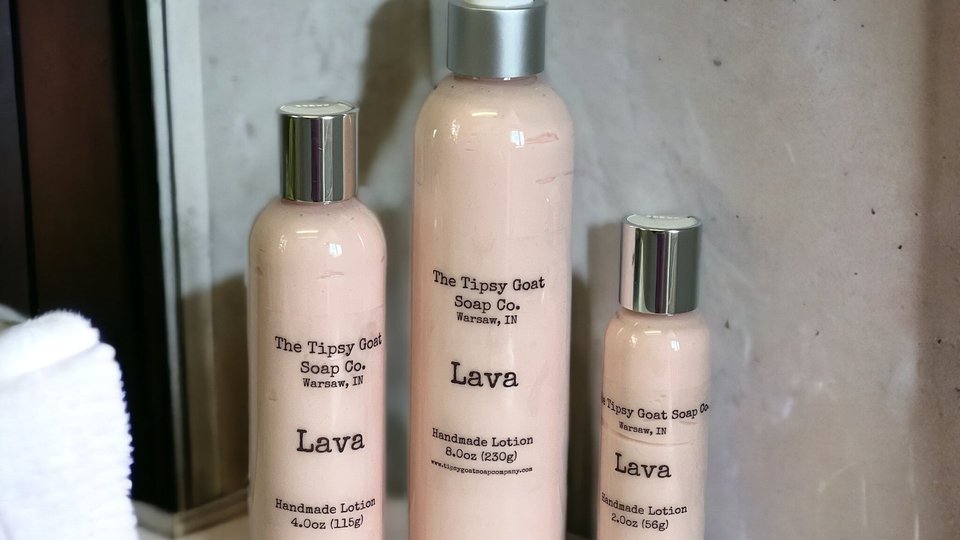 The Tipsy Goat
Soap Co.
Warsaw, IN
Lava
Handmade Lotion
4.0oz (115g)
The Tipsy Goat
Soap Co.
Warsaw, IN
Lava
Handmade Lotion
8.0oz (230g)
www.tipsygoatsoapcompany.com
Tipsy Goat Soap Co.
Warsaw, IN
Lava
Handmade Lotion
2.0oz (56g)